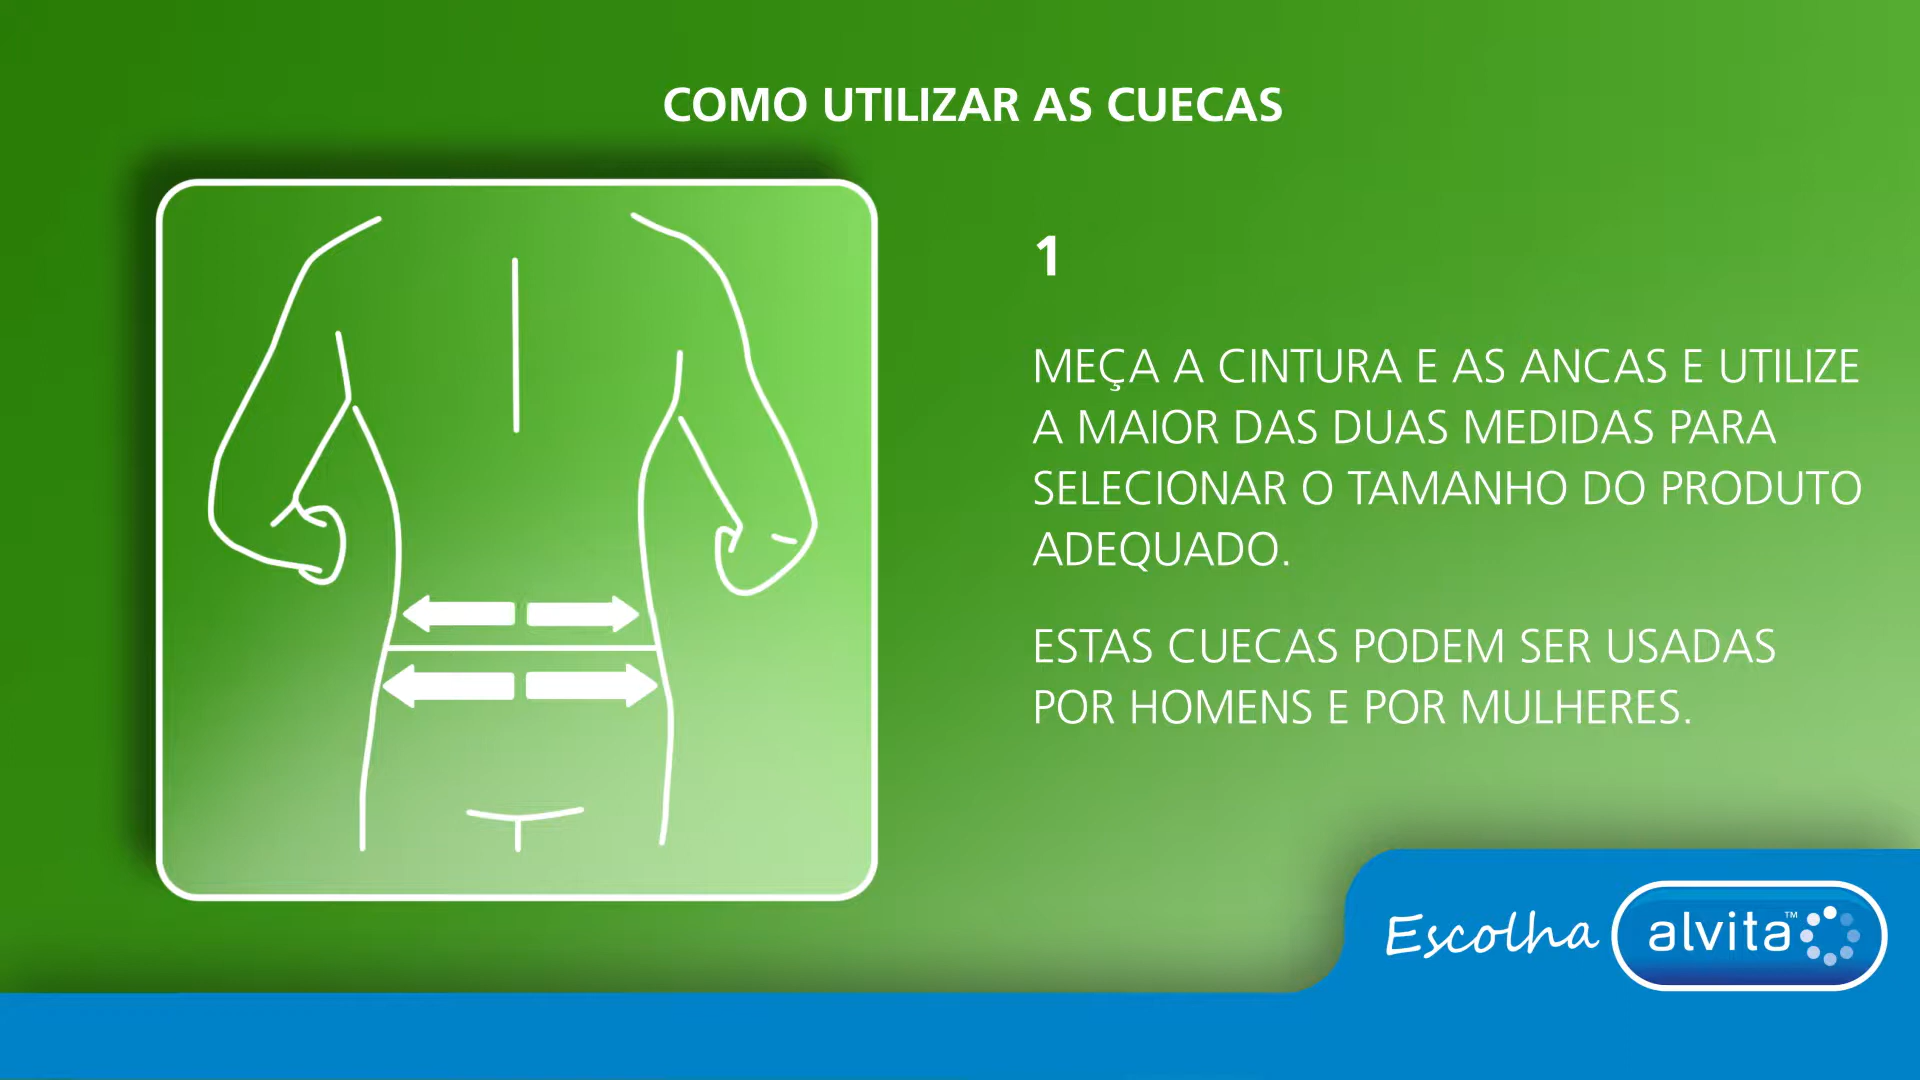 COMO UTILIZAR AS CUECAS
1
MEÇA A CINTURA E AS ANCAS E UTILIZE
A MAIOR DAS DUAS MEDIDAS PARA
SELECIONAR O TAMANHO DO PRODUTO
ADEQUADO.
ESTAS CUECAS PODEM SER USADAS
POR HOMENS E POR MULHERES.
Escolha alvita™